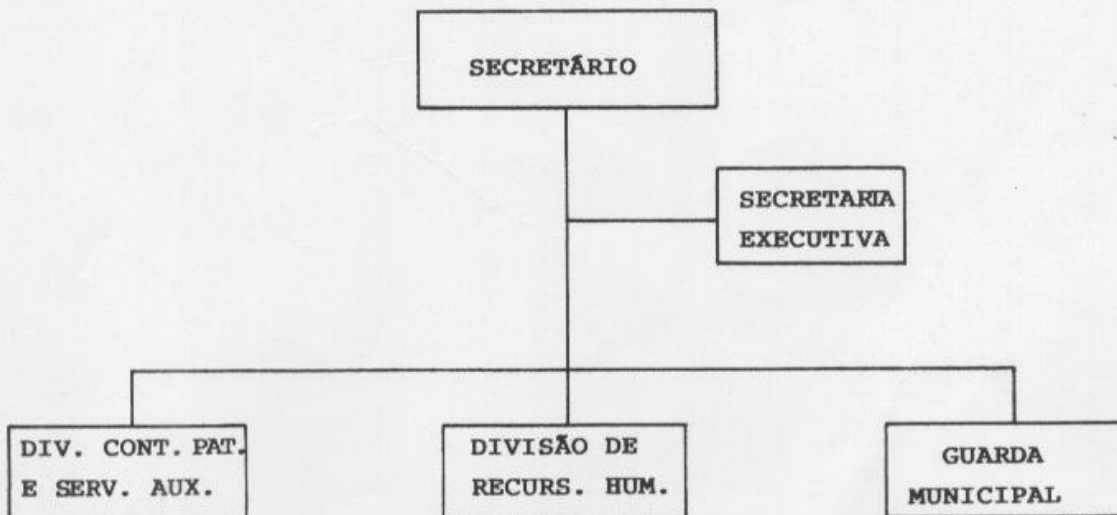 SECRETÁRIO
SECRETARIA
EXECUTIVA
DIV. CONT. PAT.
E SERV. AUX.
DIVISÃO DE
RECURS. HUM.
GUARDA
MUNICIPAL